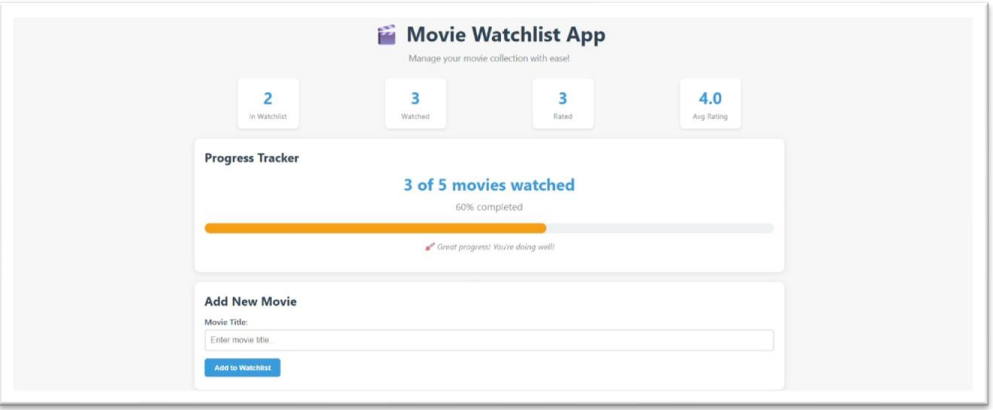 Movie Watchlist App
Manage your movie collection with ease!
2
In Watchlist
3
Watched
3
Rated
4.0
Avg Rating
Progress Tracker
3 of 5 movies watched
60% completed
Great progress! You're doing well!
Add New Movie
Movie Title:
Enter movie title...
Add to Watchlist